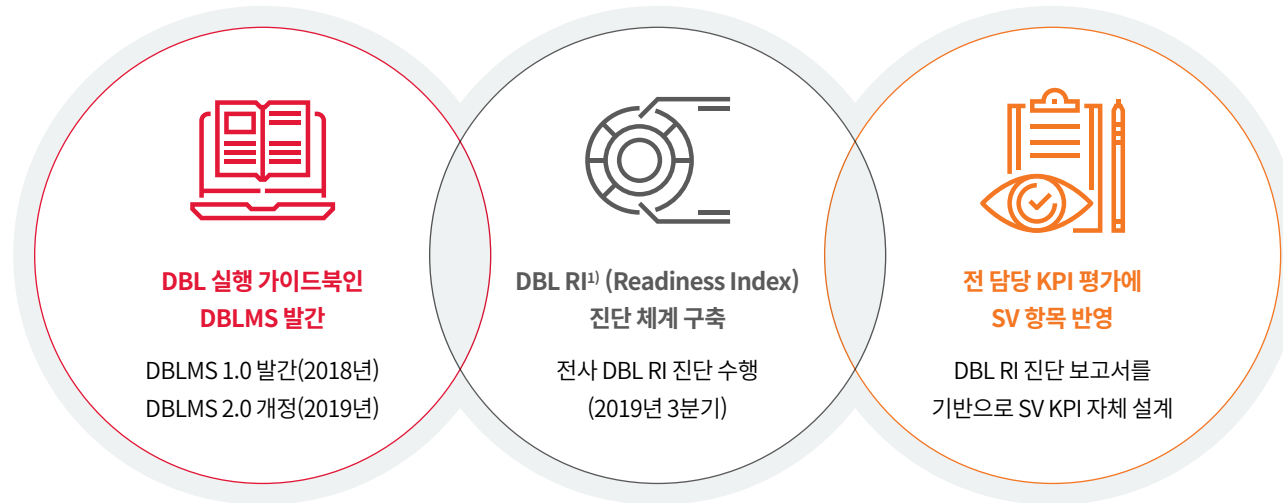 DBL 실행 가이드북인
DBLMS 발간
DBLMS 1.0 발간(2018년)
DBLMS 2.0 개정(2019년)
DBL RI¹⁾ (Readiness Index)
진단 체계 구축
전사 DBL RI 진단 수행
(2019년 3분기)
전 담당 KPI 평가에
SV 항목 반영
DBL RI 진단 보고서를
기반으로 SV KPI 자체 설계